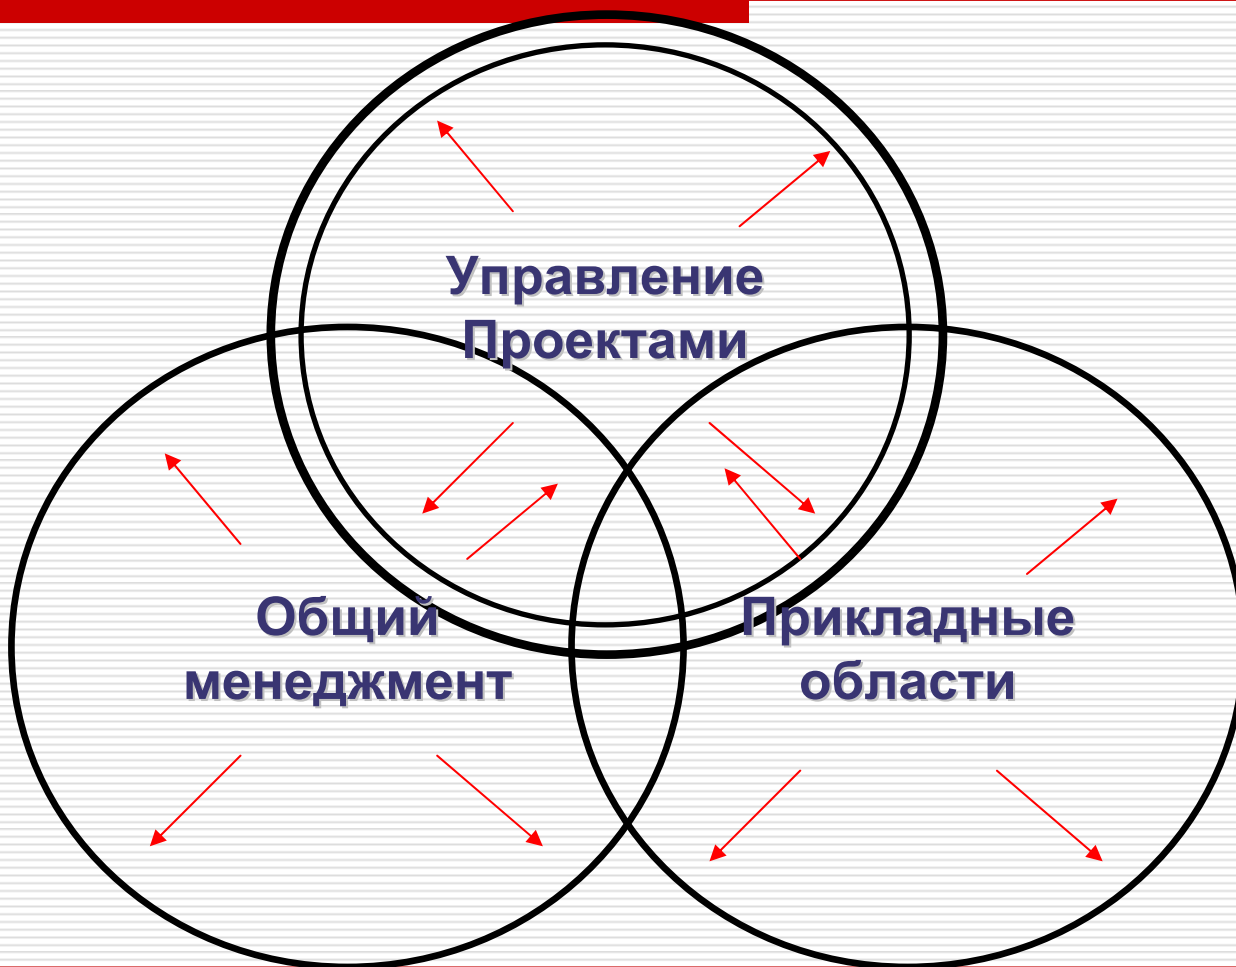 Управление
Проектами
Общий
менеджмент
Прикладные
области